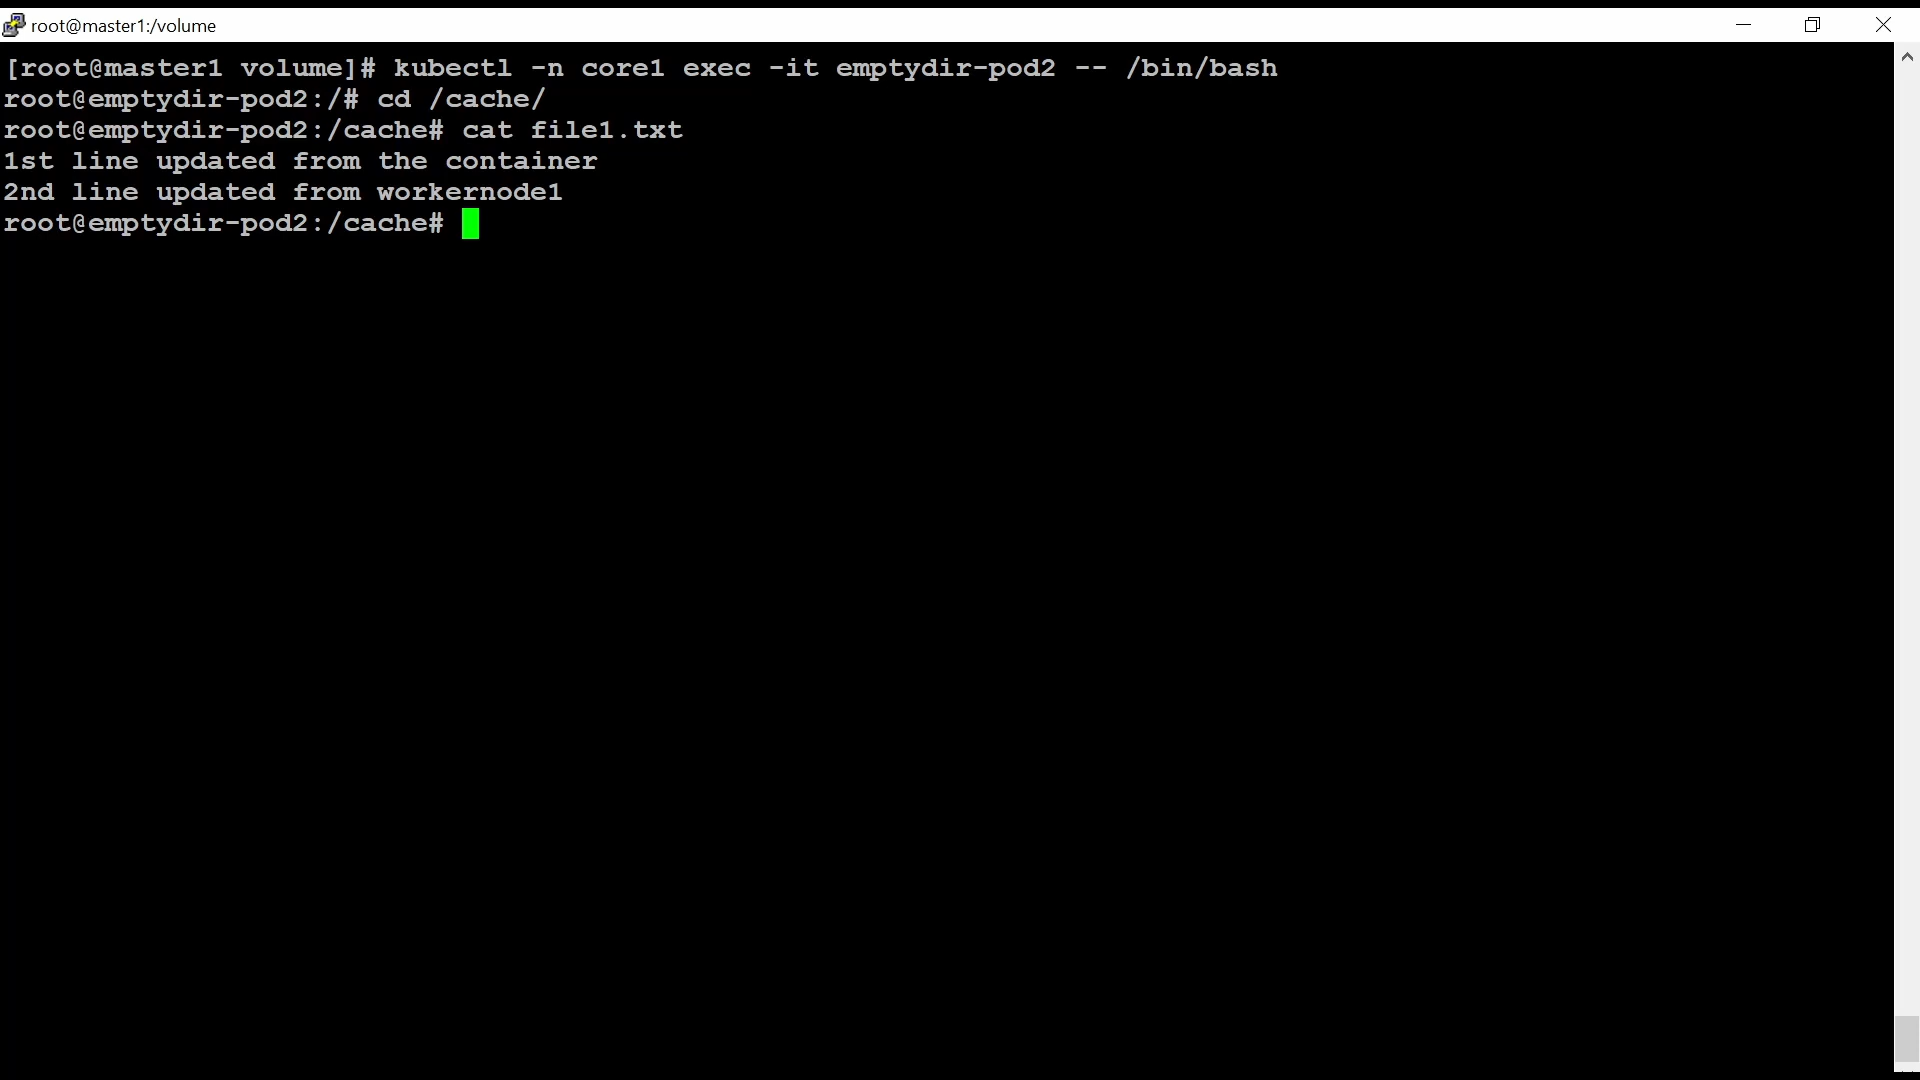 root@master1:/volume
[root@master1 volume]# kubectl -n core1 exec -it emptydir-pod2 -- /bin/bash
root@emptydir-pod2:/# cd /cache/
root@emptydir-pod2:/cache# cat file1.txt
1st line updated from the container
2nd line updated from workernode1
root@emptydir-pod2:/cache#